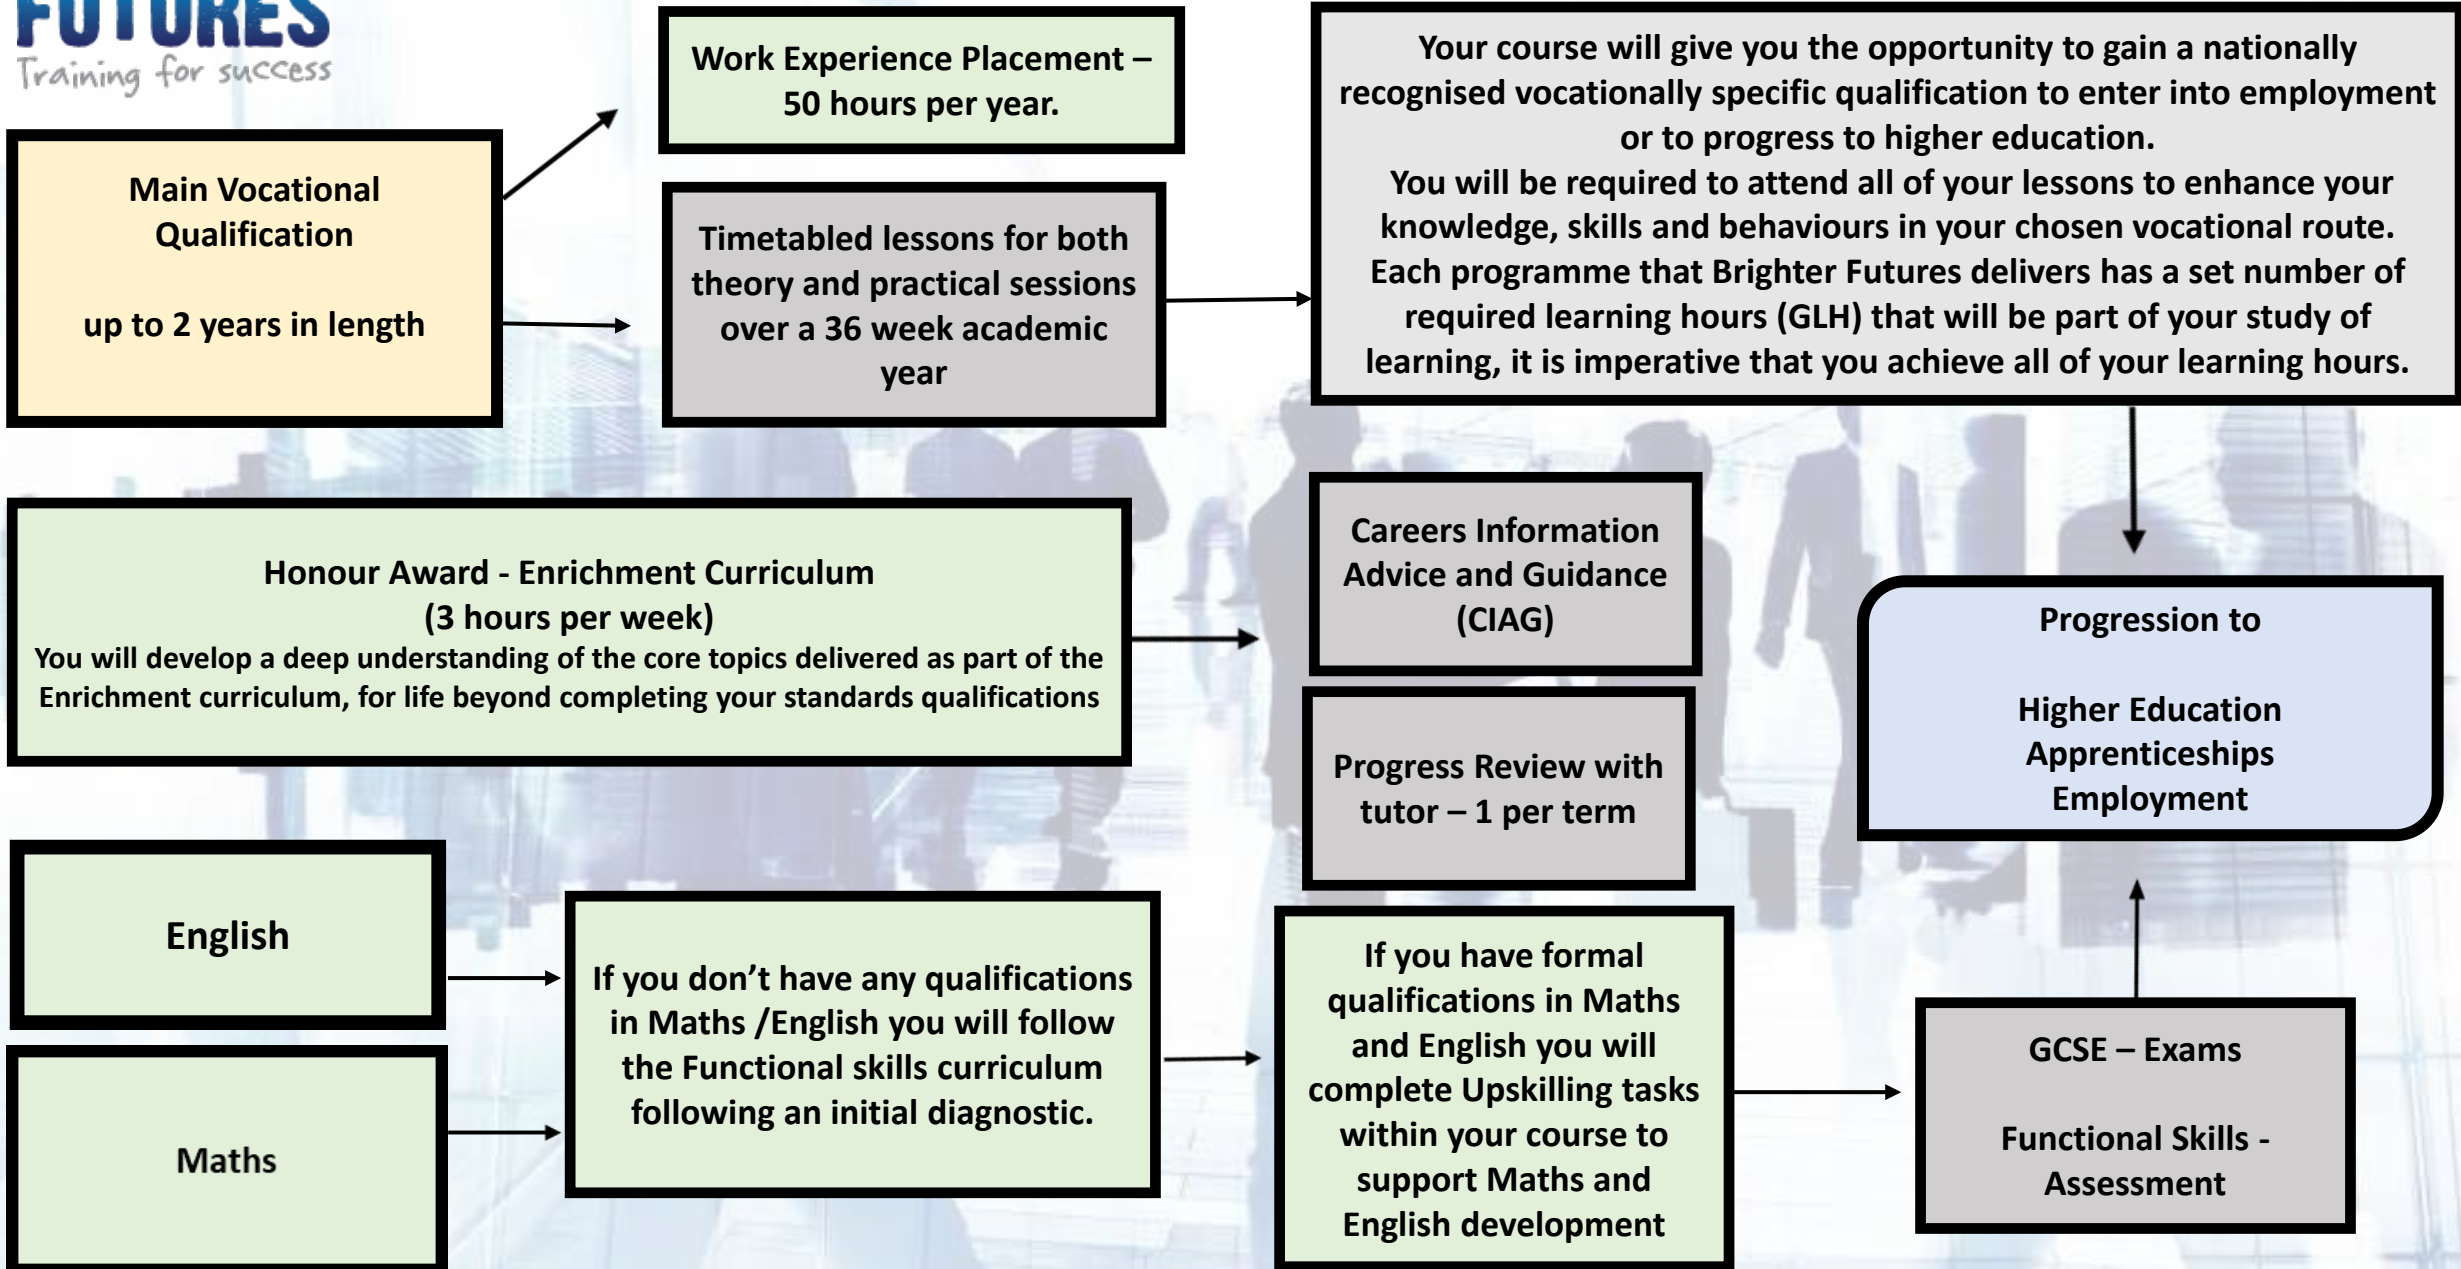 FUTURES
Training for success
Main Vocational
Qualification
up to 2 years in length
Work Experience Placement –
50 hours per year.
Timetabled lessons for both
theory and practical sessions
over a 36 week academic
year
Your course will give you the opportunity to gain a nationally
recognised vocationally specific qualification to enter into employment
or to progress to higher education.
You will be required to attend all of your lessons to enhance your
knowledge, skills and behaviours in your chosen vocational route.
Each programme that Brighter Futures delivers has a set number of
required learning hours (GLH) that will be part of your study of
learning, it is imperative that you achieve all of your learning hours.
Honour Award - Enrichment Curriculum
(3 hours per week)
You will develop a deep understanding of the core topics delivered as part of the
Enrichment curriculum, for life beyond completing your standards qualifications
Careers Information
Advice and Guidance
(CIAG)
Progress Review with
tutor – 1 per term
Progression to
Higher Education
Apprenticeships
Employment
English
Maths
If you don’t have any qualifications
in Maths /English you will follow
the Functional skills curriculum
following an initial diagnostic.
If you have formal
qualifications in Maths
and English you will
complete Upskilling tasks
within your course to
support Maths and
English development
GCSE – Exams
Functional Skills -
Assessment